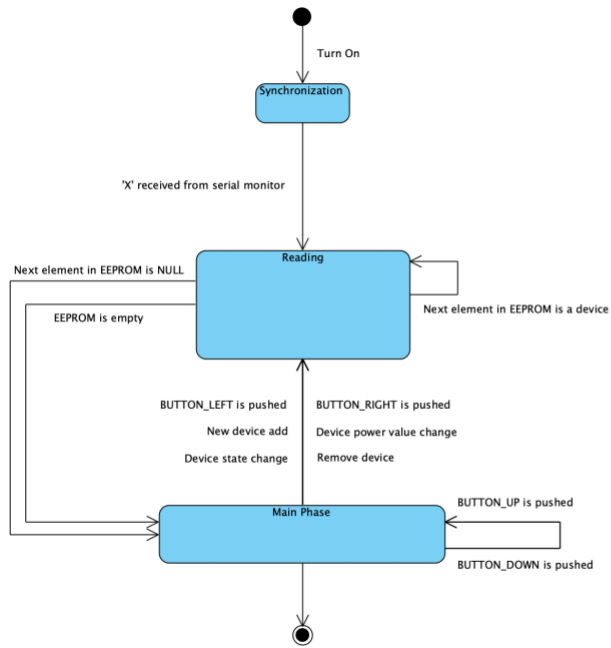 Turn On
Synchronization
'X' received from serial monitor
Reading
Next element in EEPROM is NULL
Next element in EEPROM is a device
EEPROM is empty
BUTTON_LEFT is pushed
BUTTON_RIGHT is pushed
New device add
Device power value change
Device state change
Remove device
Main Phase
BUTTON_UP is pushed
BUTTON_DOWN is pushed